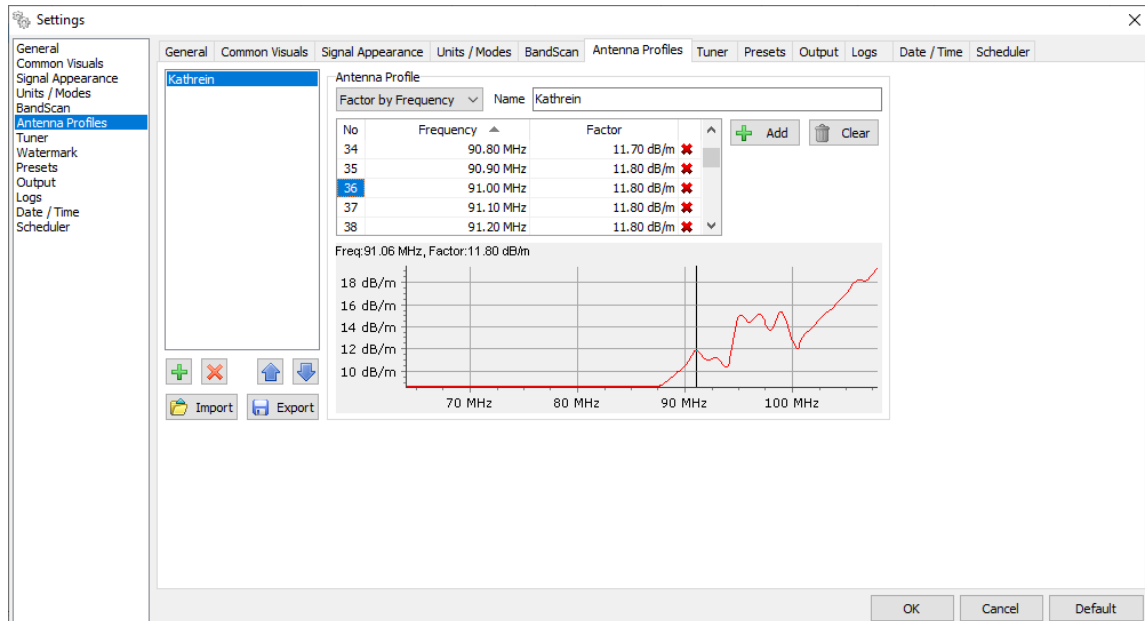 Settings
General
Common Visuals
Signal Appearance
Units / Modes
BandScan
Antenna Profiles
Tuner
Watermark
Presets
Output
Logs
Date / Time
Scheduler
General Common Visuals Signal Appearance Units / Modes BandScan Antenna Profiles Tuner Presets Output Logs Date / Time Scheduler
Kathrein
Import Export
Antenna Profile
Factor by Frequency Name Kathrein
No Frequency Factor
34 90.80 MHz 11.70 dB/m
35 90.90 MHz 11.80 dB/m
36 91.00 MHz 11.80 dB/m
37 91.10 MHz 11.80 dB/m
38 91.20 MHz 11.80 dB/m
Add Clear
Freq:91.06 MHz, Factor:11.80 dB/m
18 dB/m
16 dB/m
14 dB/m
12 dB/m
10 dB/m
70 MHz 80 MHz 90 MHz 100 MHz
OK Cancel Default